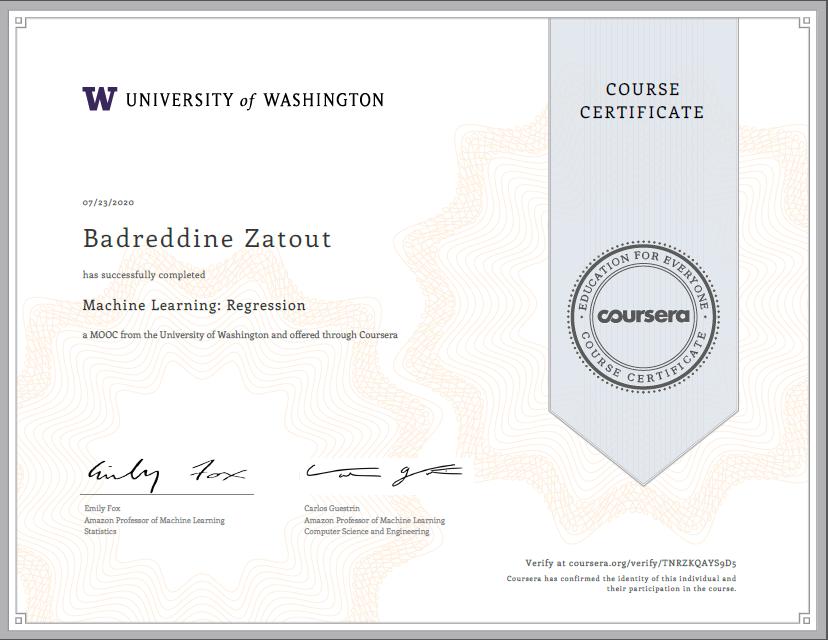 W UNIVERSITY of WASHINGTON
COURSE
CERTIFICATE
07/23/2020
Badreddine Zatout
has successfully completed
Machine Learning: Regression
a MOOC from the University of Washington and offered through Coursera
EDUCATION FOR EVERYONE
coursera
COURSE CERTIFICATE
Emily Fox
Emily Fox
Amazon Professor of Machine Learning
Statistics
Carlos Guestrin
Amazon Professor of Machine Learning
Computer Science and Engineering
Verify at coursera.org/verify/TNRZKQAYS9D5
Coursera has confirmed the identity of this individual and
their participation in the course.